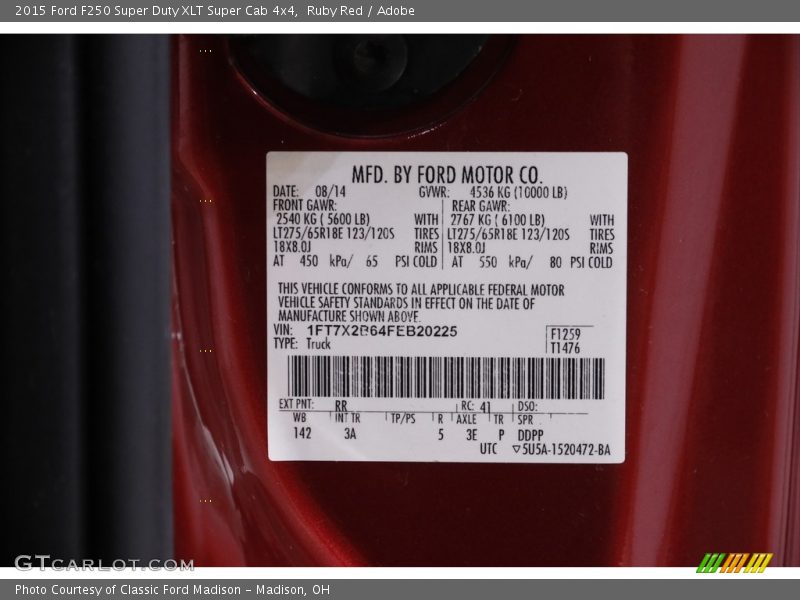 2015 Ford F250 Super Duty XLT Super Cab 4x4, Ruby Red / Adobe
MFD. BY FORD MOTOR CO.
DATE: 08/14 GVWR: 4536 KG (10000 LB)
FRONT GAWR: REAR GAWR:
2540 KG ( 5600 LB) WITH 2767 KG ( 6100 LB) WITH
LT275/65R18E 123/120S TIRES LT275/65R18E 123/120S TIRES
18X8.0J RIMS 18X8.0J RIMS
AT 450 kPa/ 65 PSI COLD AT 550 kPa/ 80 PSI COLD
THIS VEHICLE CONFORMS TO ALL APPLICABLE FEDERAL MOTOR
VEHICLE SAFETY STANDARDS IN EFFECT ON THE DATE OF
MANUFACTURE SHOWN ABOVE.
VIN: 1FT7X2B64FEB20225 F1259
TYPE: Truck T1476
EXT PNT: RR RC: 41 DSO:
WB INT TR TP/PS R AXLE TR SPR
142 3A 5 3E P DDPP
UTC ▽5U5A-1520472-BA
GTCARLOT.COM
Photo Courtesy of Classic Ford Madison – Madison, OH